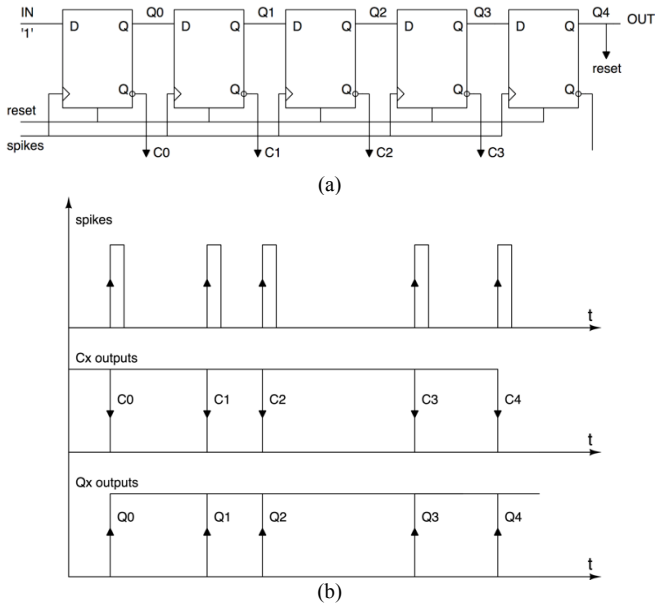 IN Q0 Q1 Q2 Q3 Q4 OUT
'1' D Q D Q D Q D Q D Q
reset
Q Q Q Q Q
reset
spikes C0 C1 C2 C3
(a)
spikes
t
Cx outputs
C0 C1 C2 C3 C4
t
Qx outputs
Q0 Q1 Q2 Q3 Q4
t
(b)